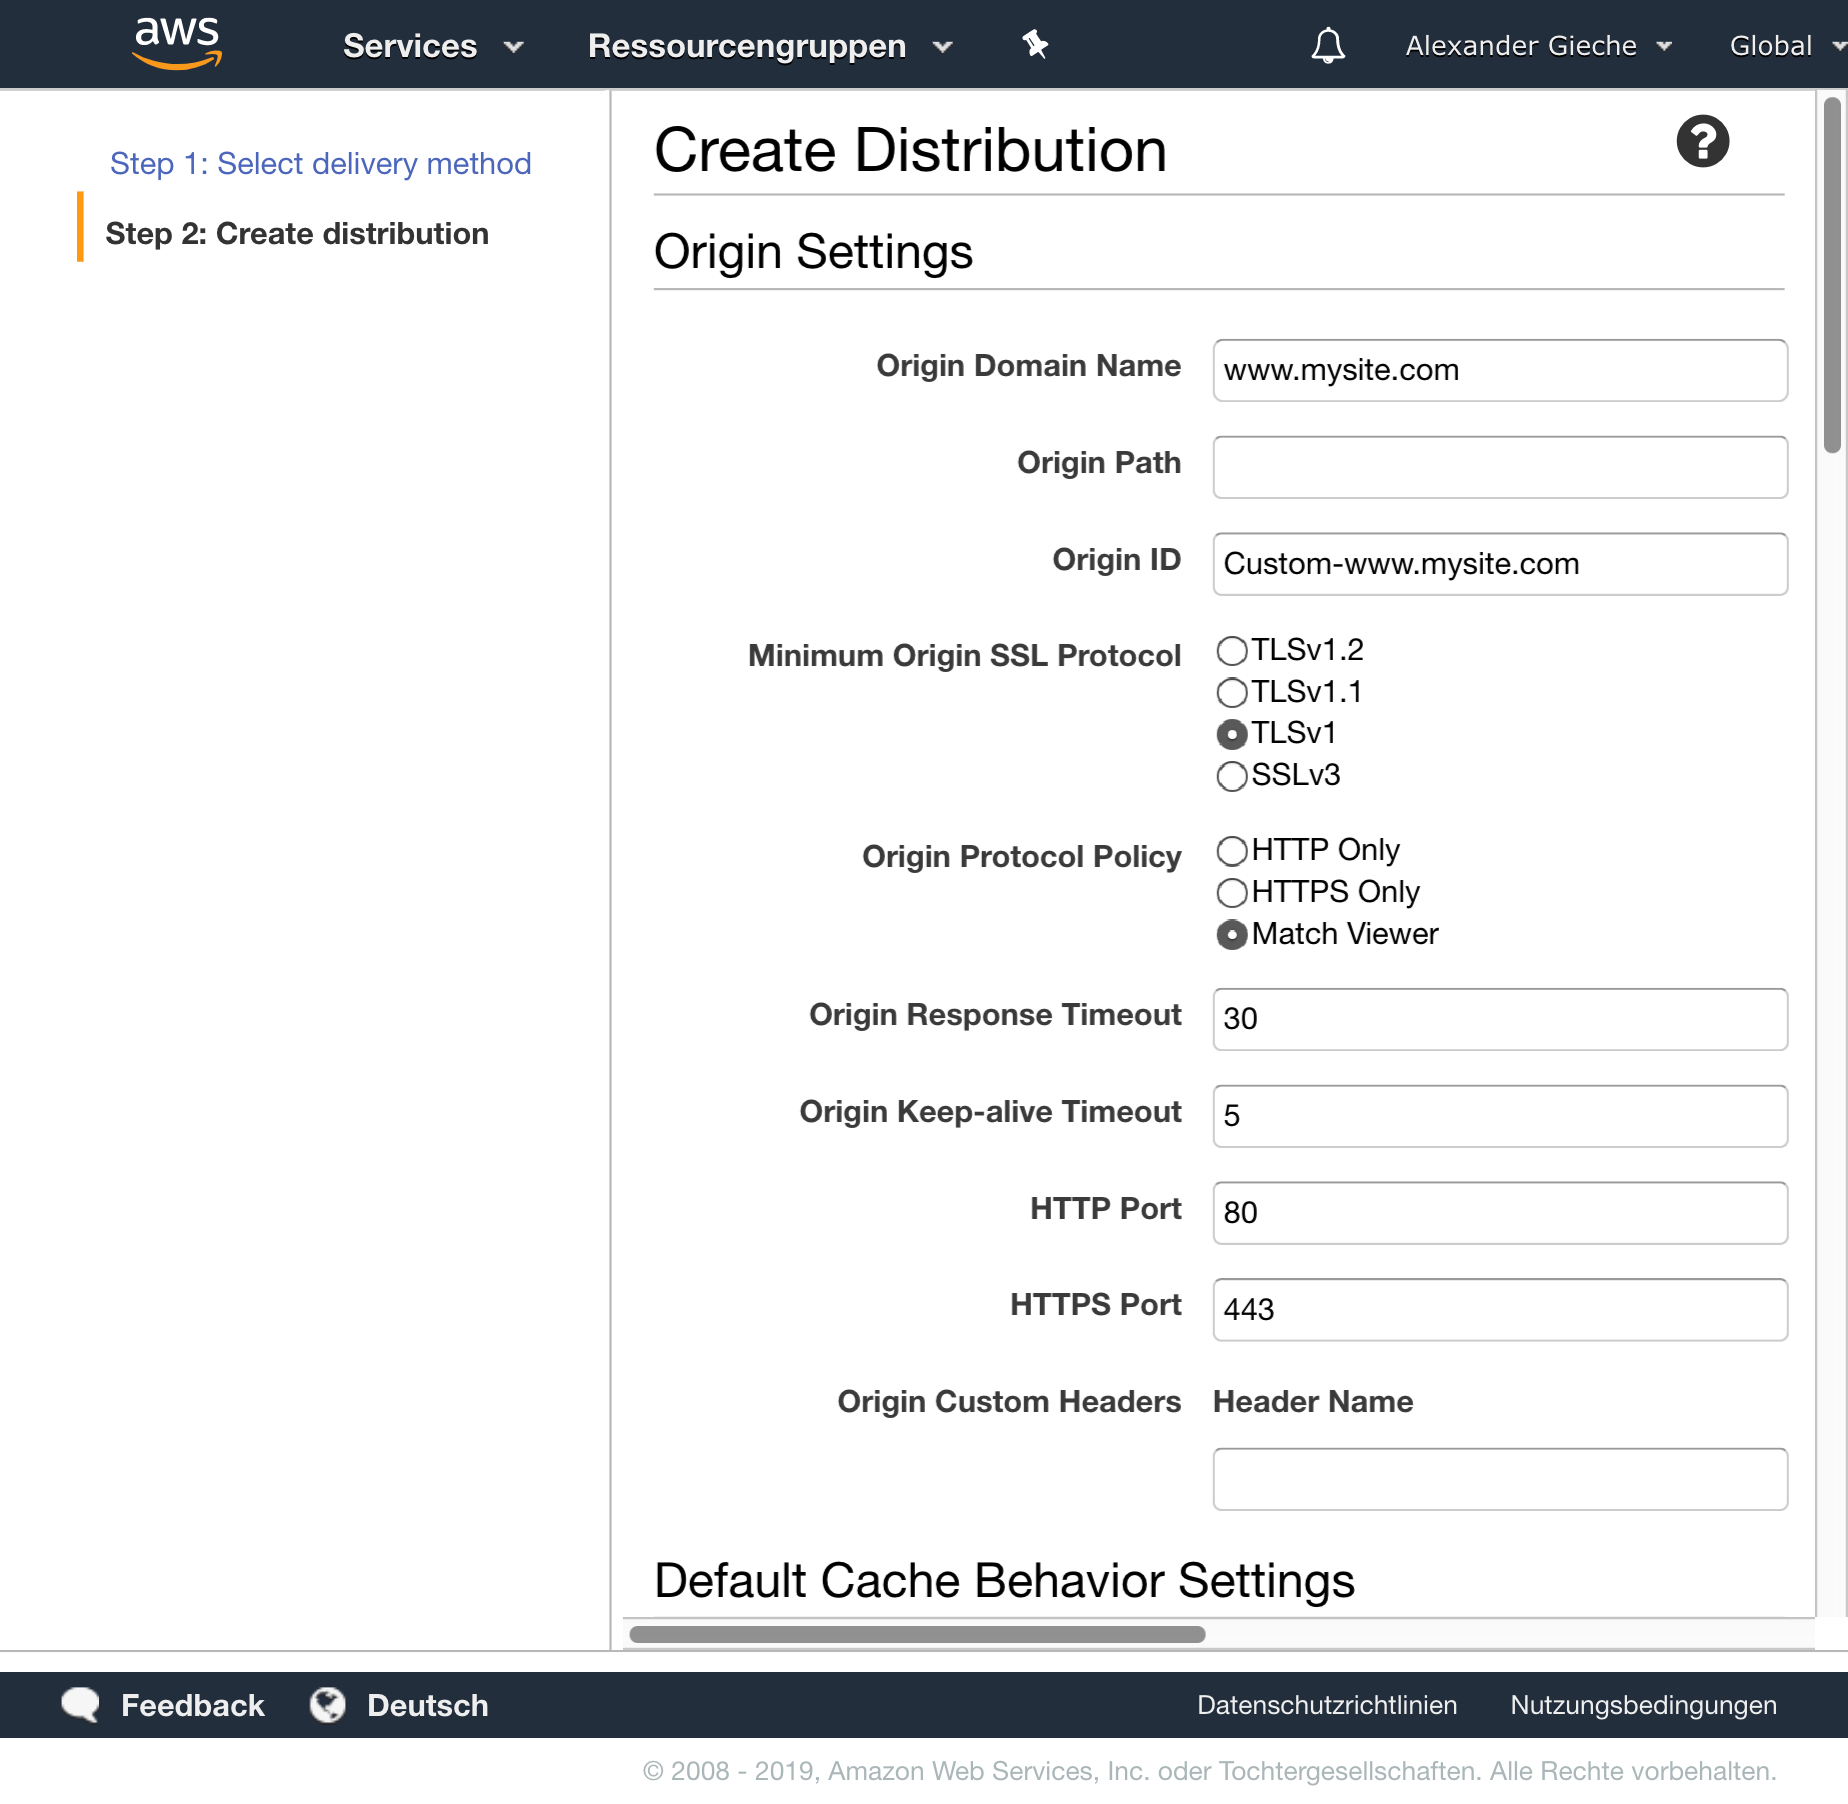 aws Services Ressourcengruppen Alexander Gieche Global
Step 1: Select delivery method
Step 2: Create distribution
Create Distribution
Origin Settings
Origin Domain Name www.mysite.com
Origin Path
Origin ID Custom-www.mysite.com
Minimum Origin SSL Protocol TLSv1.2
TLSv1.1
TLSv1
SSLv3
Origin Protocol Policy HTTP Only
HTTPS Only
Match Viewer
Origin Response Timeout 30
Origin Keep-alive Timeout 5
HTTP Port 80
HTTPS Port 443
Origin Custom Headers Header Name
Default Cache Behavior Settings
Feedback Deutsch Datenschutzrichtlinien Nutzungsbedingungen
© 2008 - 2019, Amazon Web Services, Inc. oder Tochtergesellschaften. Alle Rechte vorbehalten.